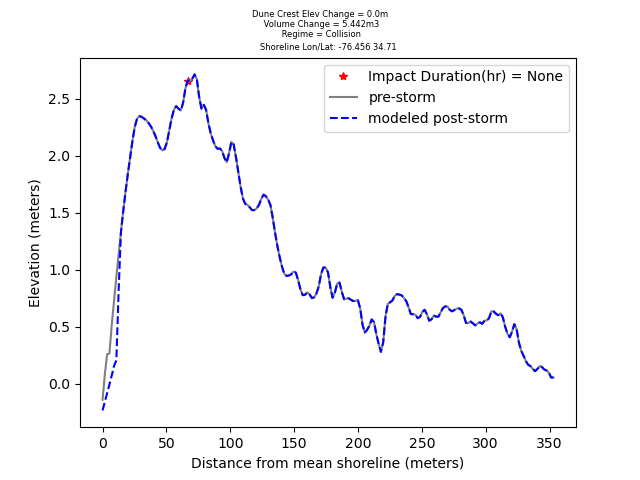 Dune Crest Elev Change = 0.0m
Volume Change = 5.442m3
Regime = Collision
Shoreline Lon/Lat: -76.456 34.71
Impact Duration(hr) = None
pre-storm
modeled post-storm
Elevation (meters)
2.5
2.0
1.5
1.0
0.5
0.0
0 50 100 150 200 250 300 350
Distance from mean shoreline (meters)